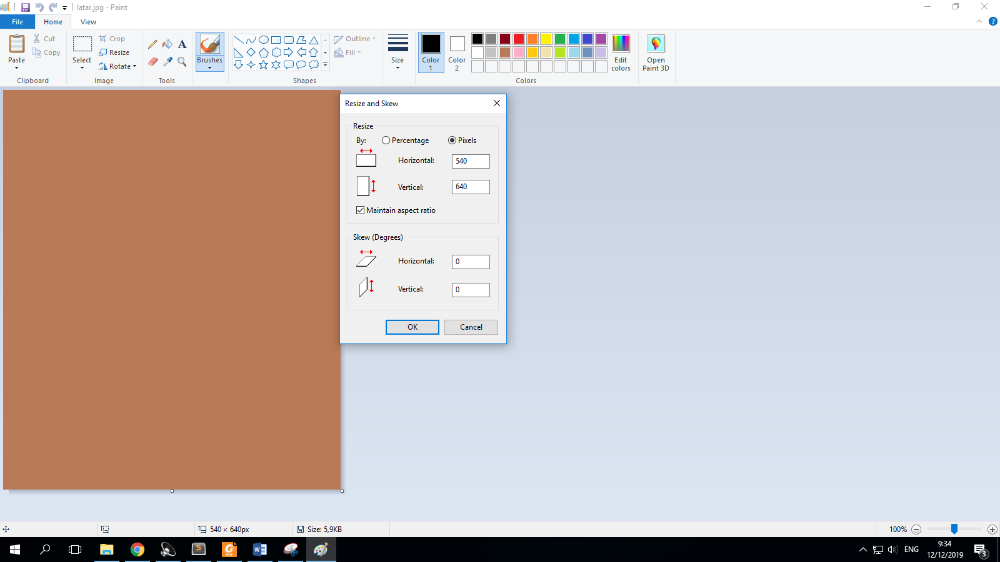 latar.jpg - Paint
File Home View
Paste
Cut
Copy
Clipboard
Select
Crop
Resize
Rotate
Image
A
Tools
Brushes
Shapes
Outline
Fill
Size
Color
1
Color
2
Colors
Edit
colors
Open
Paint 3D
?
Resize and Skew
Resize
By: Percentage Pixels
Horizontal: 540
Vertical: 640
Maintain aspect ratio
Skew (Degrees)
Horizontal: 0
Vertical: 0
OK Cancel
540 × 640px
Size: 5,9KB
100%
S
PDF
W
ENG
9:34
12/12/2019
3